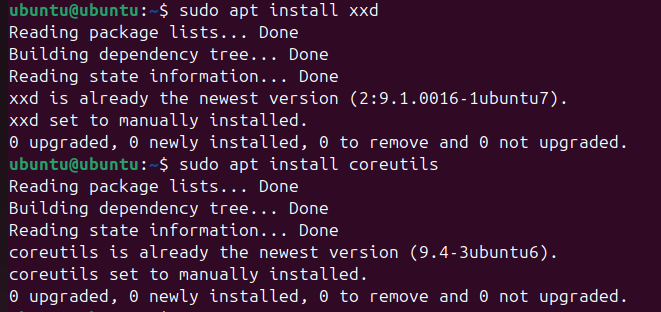 ubuntu@ubuntu:~$ sudo apt install xxd
Reading package lists... Done
Building dependency tree... Done
Reading state information... Done
xxd is already the newest version (2:9.1.0016-1ubuntu7).
xxd set to manually installed.
0 upgraded, 0 newly installed, 0 to remove and 0 not upgraded.
ubuntu@ubuntu:~$ sudo apt install coreutils
Reading package lists... Done
Building dependency tree... Done
Reading state information... Done
coreutils is already the newest version (9.4-3ubuntu6).
coreutils set to manually installed.
0 upgraded, 0 newly installed, 0 to remove and 0 not upgraded.